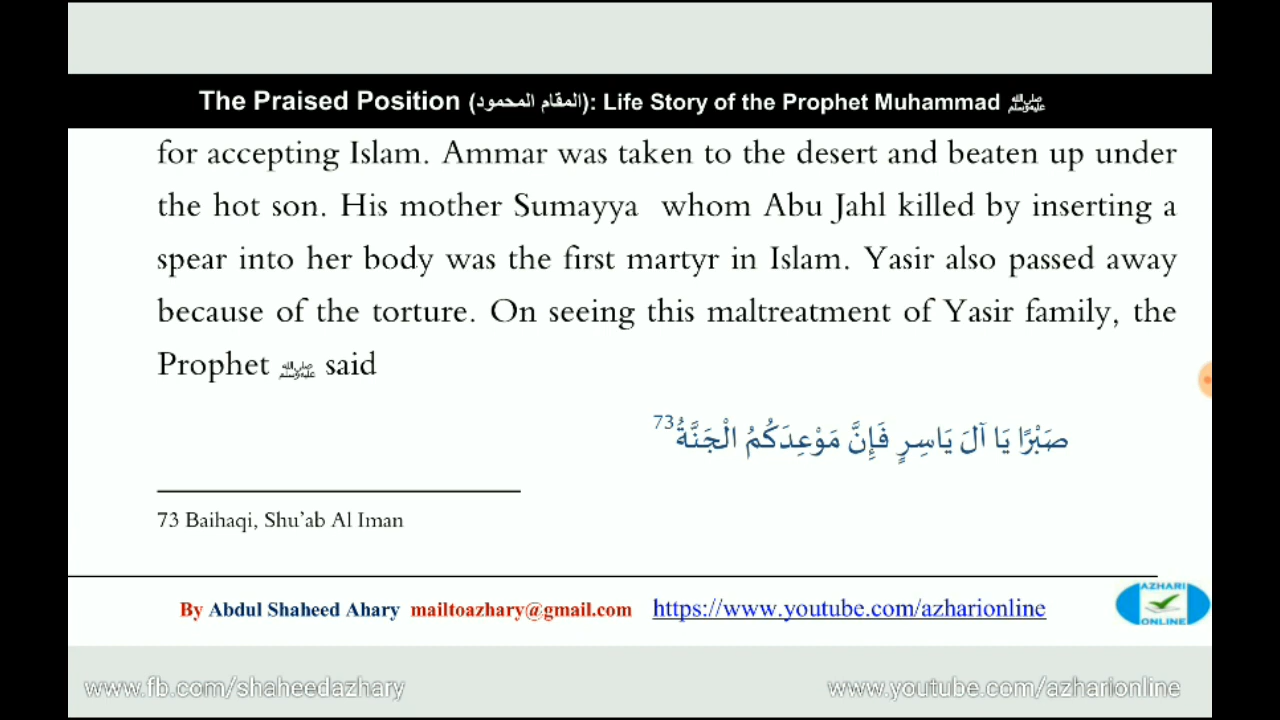 The Praised Position (المقام المحمود): Life Story of the Prophet Muhammad ﷺ
for accepting Islam. Ammar was taken to the desert and beaten up under
the hot son. His mother Sumayya whom Abu Jahl killed by inserting a
spear into her body was the first martyr in Islam. Yasir also passed away
because of the torture. On seeing this maltreatment of Yasir family, the
Prophet ﷺ said
صَبْرًا يَا آلَ يَاسِرٍ فَإِنَّ مَوْعِدَكُمُ الْجَنَّةُ73
73 Baihaqi, Shu’ab Al Iman
By Abdul Shaheed Ahary mailtoazhary@gmail.com https://www.youtube.com/azharionline
AZHARI
ONLINE
www.fb.com/shaheedazhary www.youtube.com/azharionline